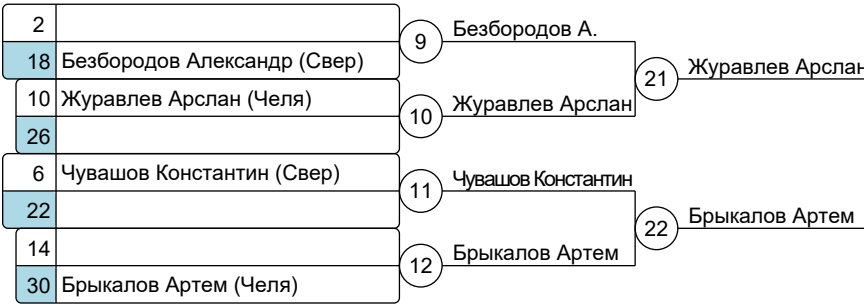 2
18 Безбородов Александр (Свер)
9 Безбородов А.
10 Журавлев Арслан (Челя)
26
10 Журавлев Арслан
21 Журавлев Арслан
6 Чувашов Константин (Свер)
22
11 Чувашов Константин
14
30 Брыкалов Артем (Челя)
12 Брыкалов Артем
22 Брыкалов Артем